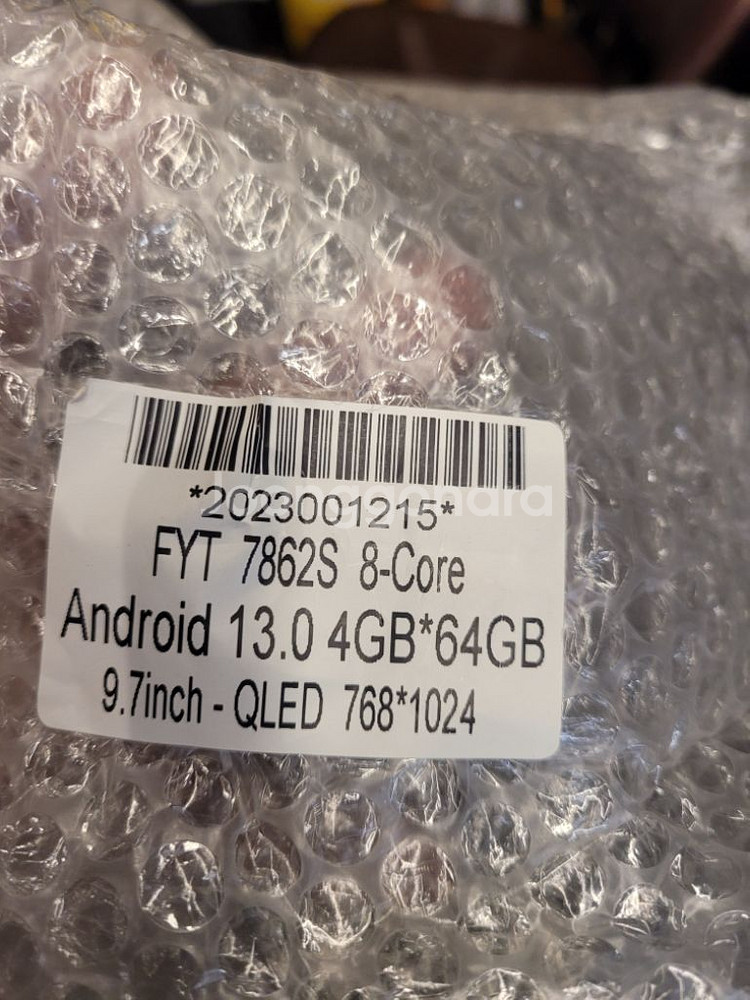 *2023001215*
FYT 7862S 8-Core
Android 13.0 4GB*64GB
9.7inch - QLED 768*1024